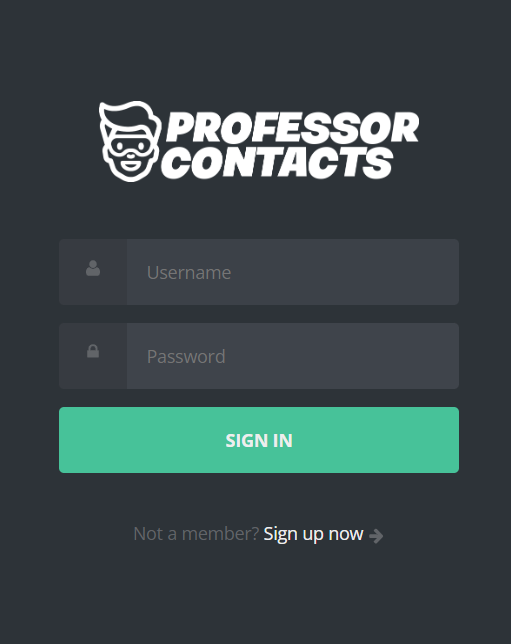 PROFESSOR
CONTACTS
Username
Password
SIGN IN
Not a member? Sign up now